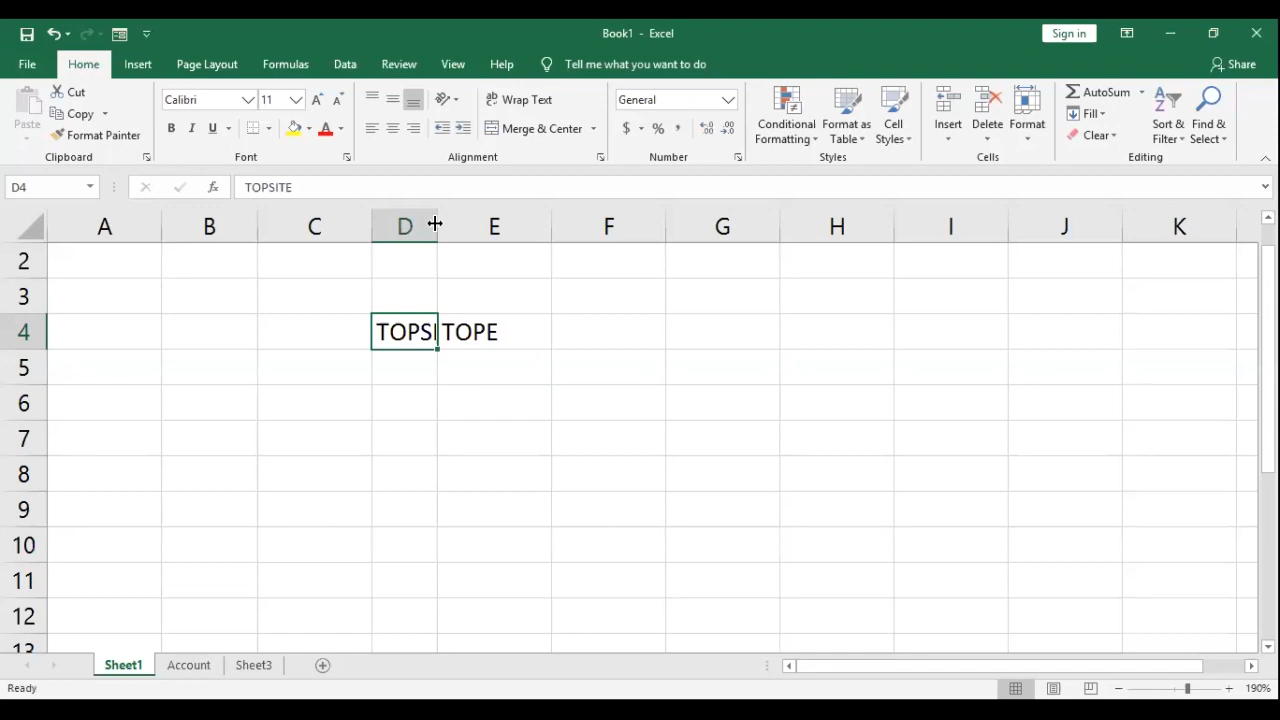 Book1 - Excel
Sign in
File Home Insert Page Layout Formulas Data Review View Help Tell me what you want to do Share
Paste Cut Copy Format Painter
Clipboard
Calibri 11 A A
B I U A
Font
Wrap Text
Merge & Center
Alignment
General
$ % ,
Number
Conditional Formatting
Format as Table
Cell Styles
Styles
Insert Delete Format
Cells
AutoSum
Fill
Clear
Sort & Filter
Find & Select
Editing
D4 fx TOPSITE
A B C D E F G H I J K
2
3
4 TOPSI TOPE
5
6
7
8
9
10
11
12
13
Sheet1 Account Sheet3
Ready 190%